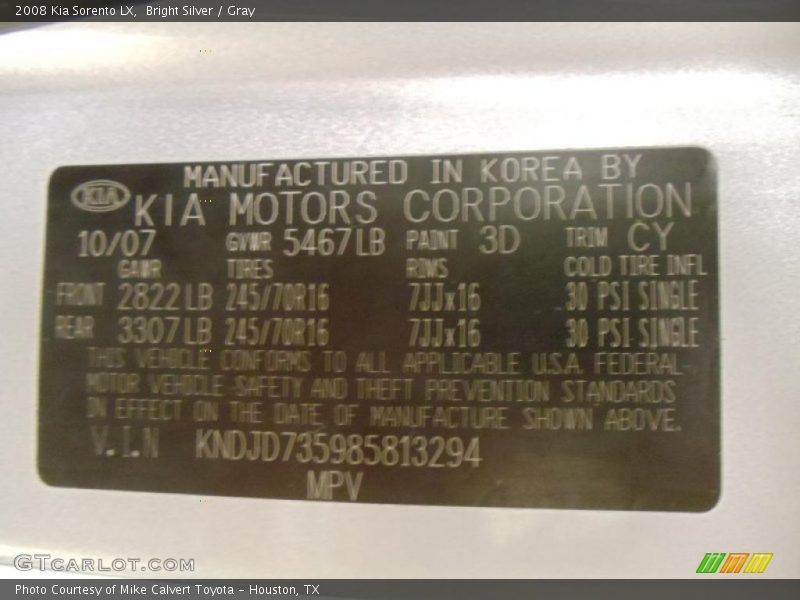 2008 Kia Sorento LX, Bright Silver / Gray
MANUFACTURED IN KOREA BY
KIA KIA MOTORS CORPORATION
10/07 GVWR 5467LB PAINT 3D TRIM CY
GAWR TIRES RIMS COLD TIRE INFL
FRONT 2822LB 245/70R16 7JJx16 30 PSI SINGLE
REAR 3307LB 245/70R16 7JJx16 30 PSI SINGLE
THIS VEHICLE CONFORMS TO ALL APPLICABLE U.S.A. FEDERAL
MOTOR VEHICLE SAFETY AND THEFT PREVENTION STANDARDS
IN EFFECT ON THE DATE OF MANUFACTURE SHOWN ABOVE.
V.I.N KNDJD735985813294
MPV
GTCARLOT.COM
Photo Courtesy of Mike Calvert Toyota - Houston, TX